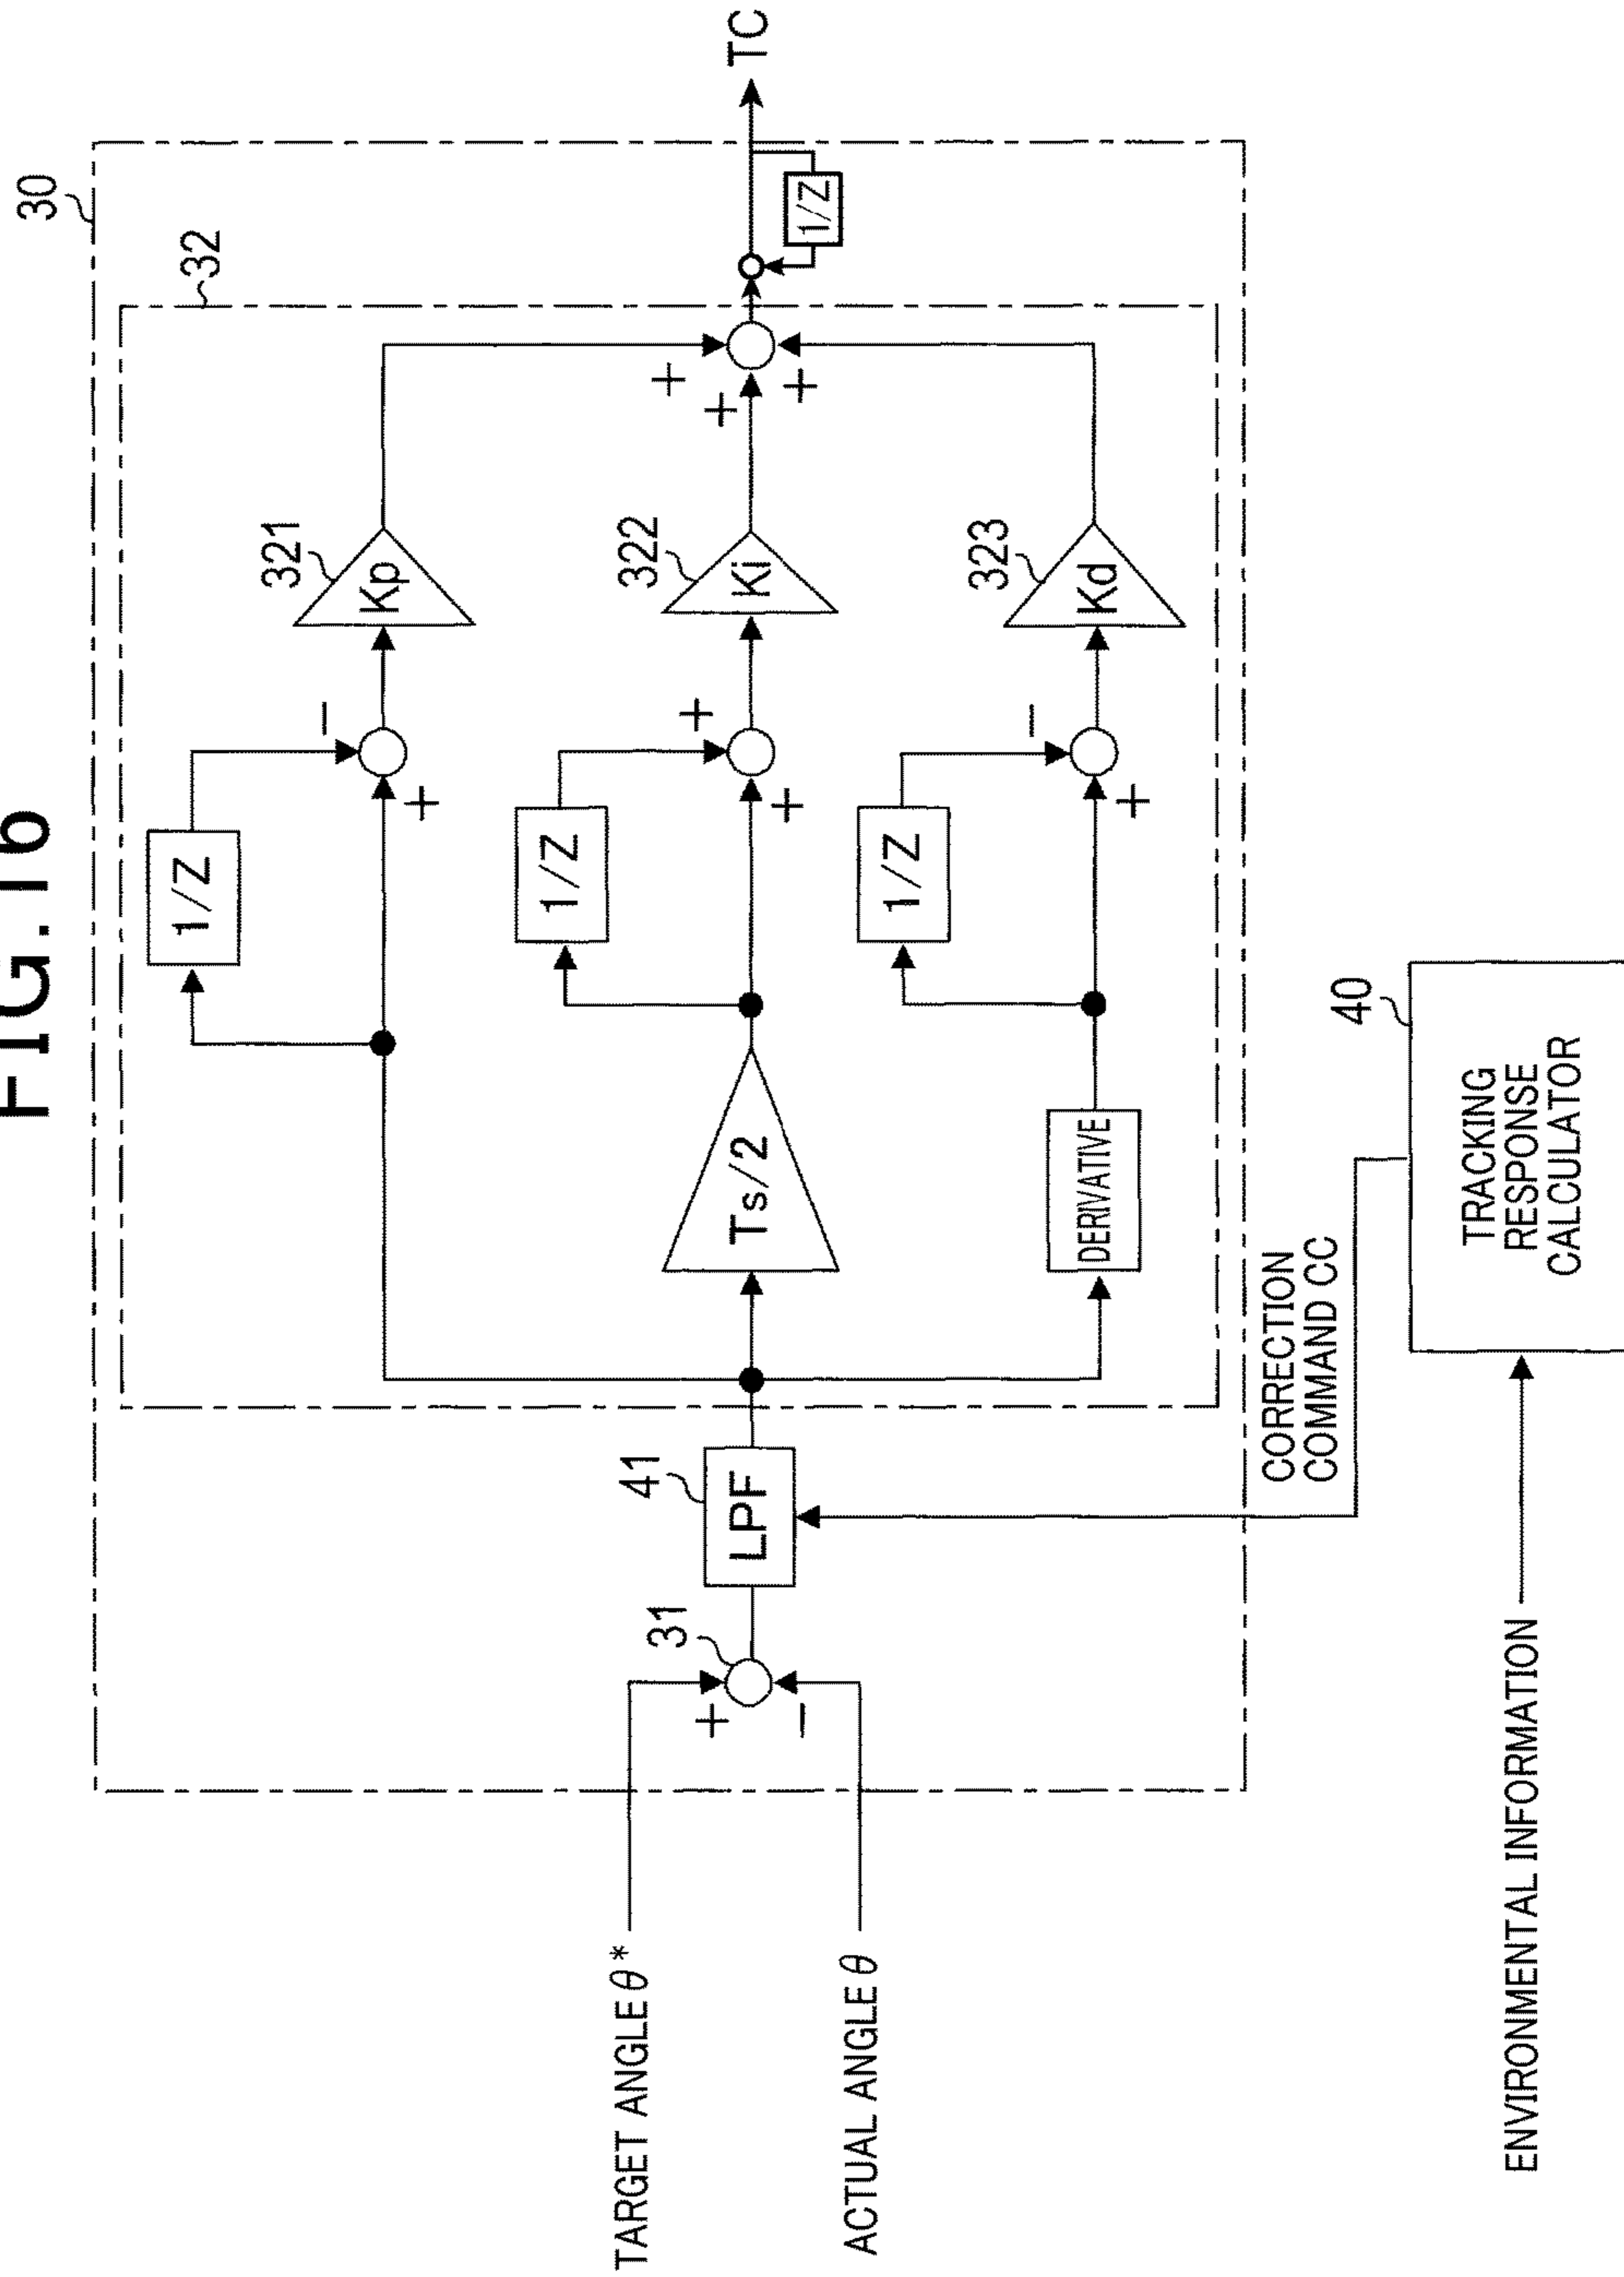 FIG.16
30
32
1/Z
321
Kp
−
+
TC
1/Z
+
+
+
TARGET ANGLE θ*
31
+
−
41
LPF
Ts/2
1/Z
+
+
322
Ki
ACTUAL ANGLE θ
DERIVATIVE
1/Z
−
+
323
Kd
CORRECTION
COMMAND CC
40
TRACKING
RESPONSE
CALCULATOR
ENVIRONMENTAL INFORMATION